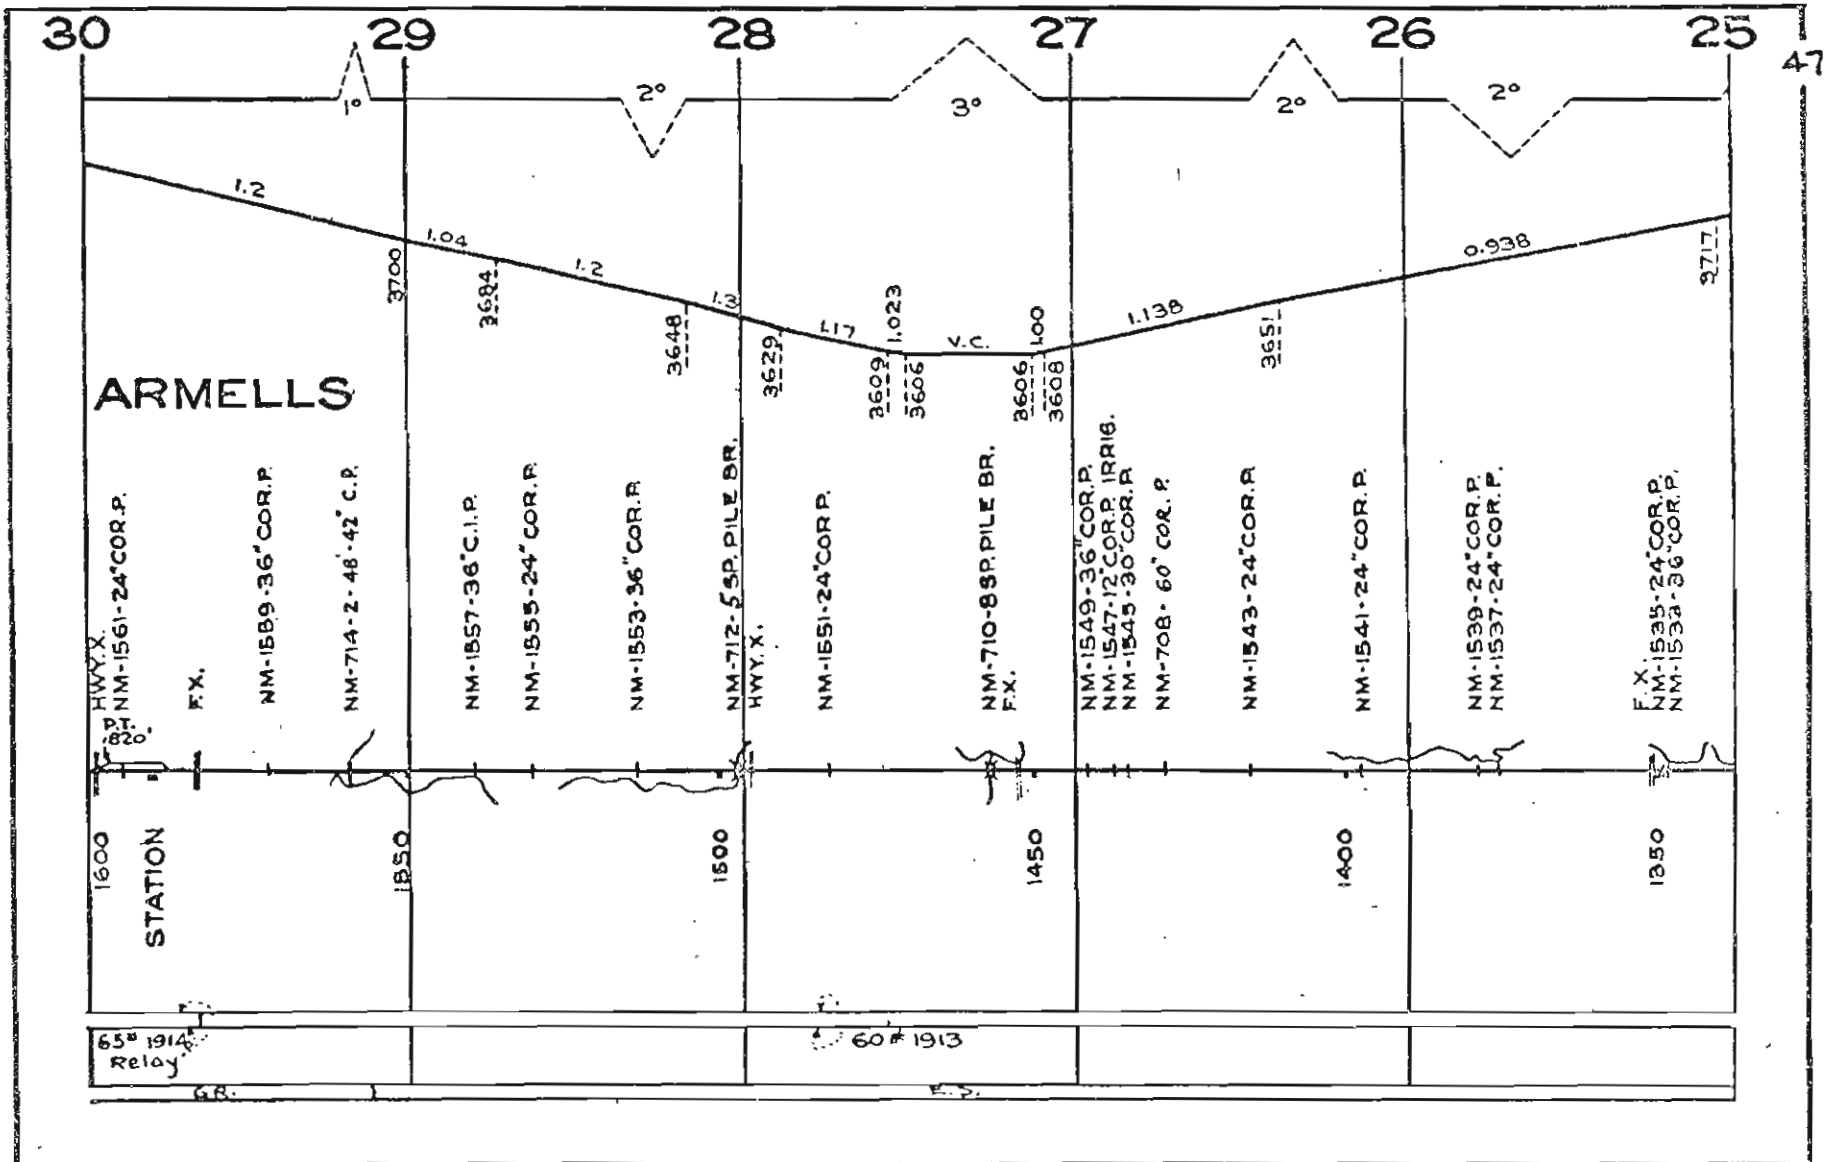 30 29 28 27 26 25
47
1° 2° 3° 2° 2°
1.2 1.04 1.2 1.3 1.17 1.023 V.C. 1.00 1.138 0.938
3700 3684 3648 3629 3609 3606 3606 3608 3651 3717
ARMELLS
HWY.X.
NM-1561-24"COR.P.
F.X.
NM-1559-36"COR.P.
NM-714-2-48'-42" C.P.
NM-1557-36"C.I.P.
NM-1555-24"COR.P.
NM-1553-36"COR.P.
NM-712-5SP.PILE BR.
HWY.X.
NM-1551-24"COR P.
NM-710-8SP.PILE BR.
F.X.
NM-1549-36"COR.P.
NM-1547-12"COR.P. IRRIG.
NM-1545-30"COR.P.
NM-708-60"COR.P.
NM-1543-24"COR.P.
NM-1541-24"COR.P.
NM-1539-24"COR.P.
NM-1537-24"COR.P.
F.X.
NM-1535-24"COR.P.
NM-1533-36"COR.P.
P.T.
820'
1600 1550 1500 1450 1400 1350
STATION
65# 1914
Relay
60# 1913
GR. E.S.